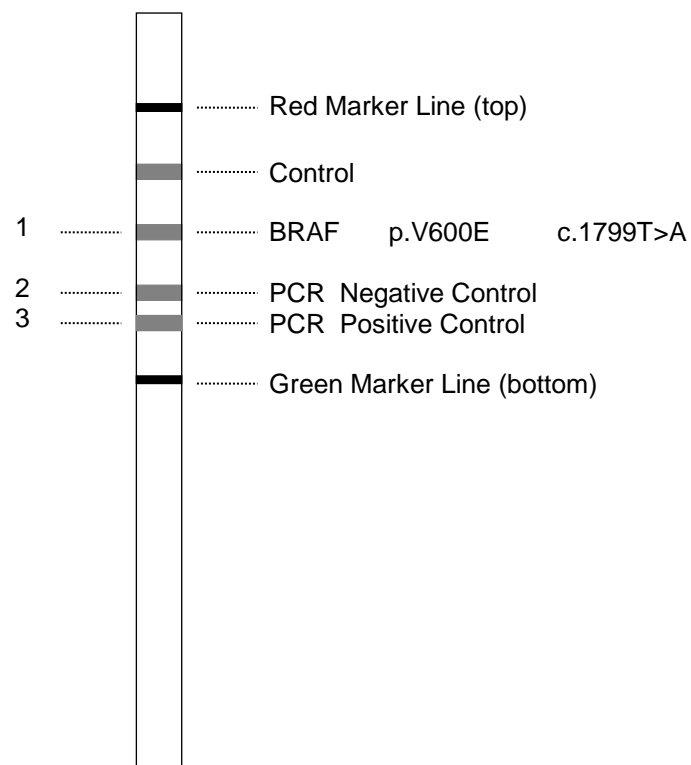 Red Marker Line (top)
Control
1 BRAF p.V600E c.1799T>A
2 PCR Negative Control
3 PCR Positive Control
Green Marker Line (bottom)